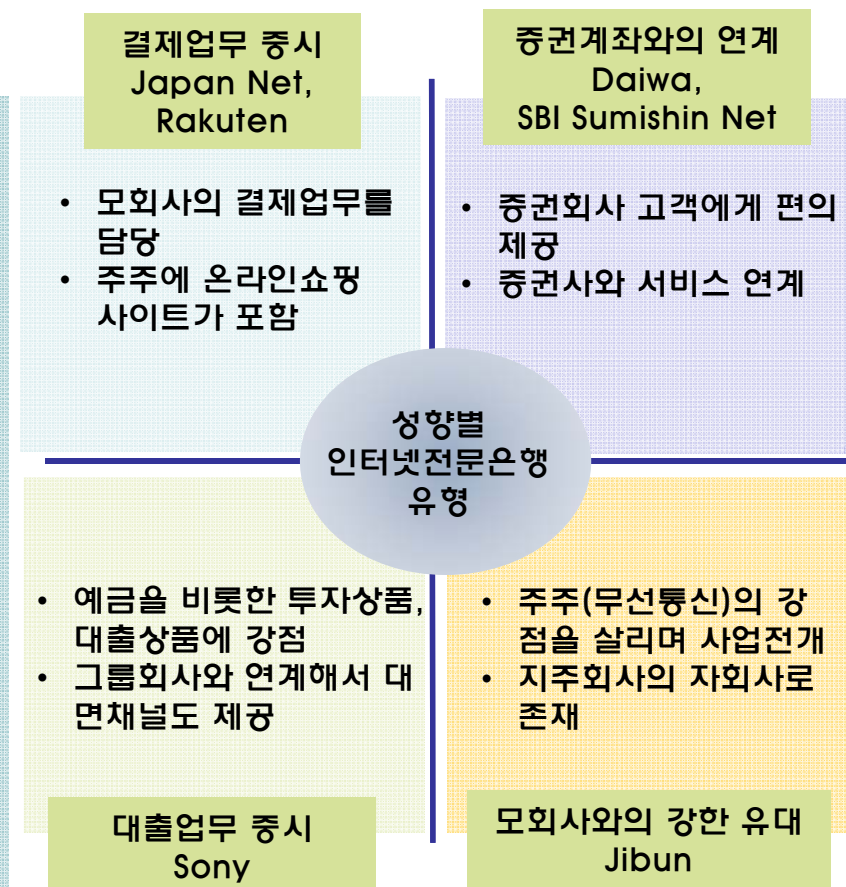 결제업무 중시
Japan Net,
Rakuten
• 모회사의 결제업무를
담당
• 주주에 온라인쇼핑
사이트가 포함
증권계좌와의 연계
Daiwa,
SBI Sumishin Net
• 증권회사 고객에게 편의
제공
• 증권사와 서비스 연계
성향별
인터넷전문은행
유형
• 예금을 비롯한 투자상품,
대출상품에 강점
• 그룹회사와 연계해서 대
면채널도 제공
대출업무 중시
Sony
• 주주(무선통신)의 강
점을 살리며 사업전개
• 지주회사의 자회사로
존재
모회사와의 강한 유대
Jibun